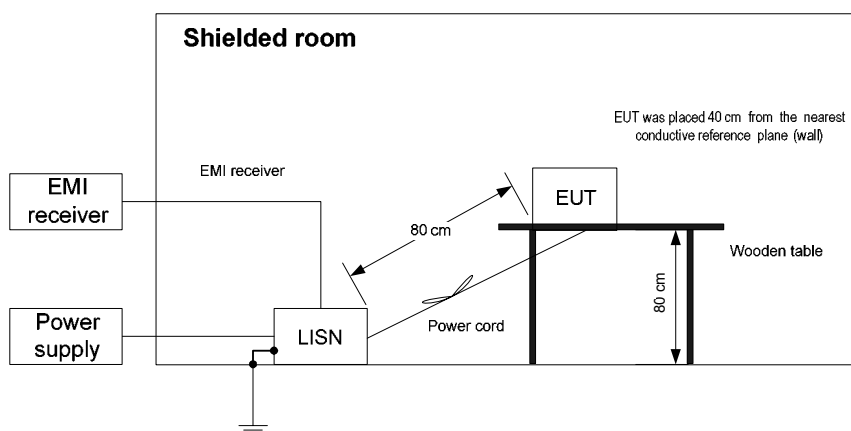 Shielded room
EUT was placed 40 cm from the nearest
conductive reference plane (wall)
EMI receiver
EMI
receiver
EUT
80 cm
Wooden table
80 cm
Power cord
Power
supply
LISN